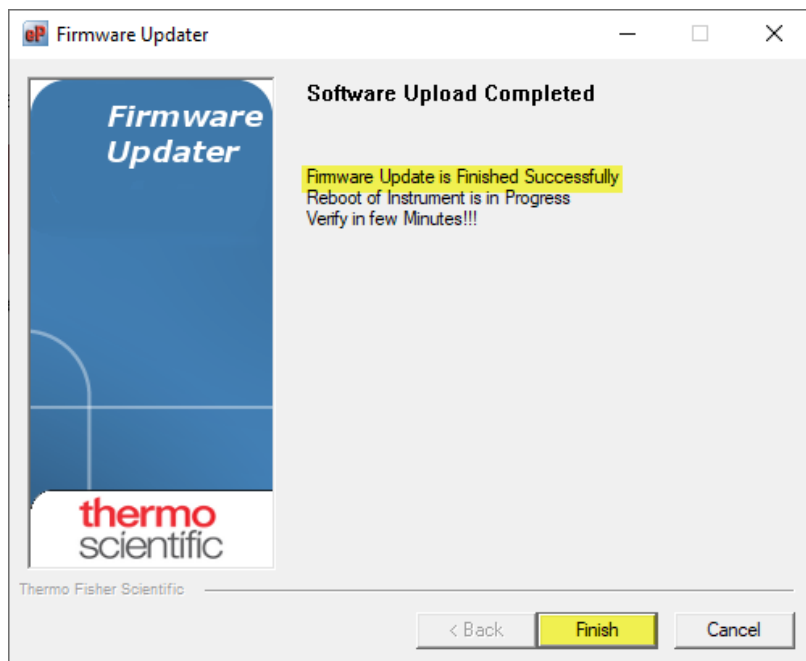 eP Firmware Updater
Firmware
Updater
Software Upload Completed
Firmware Update is Finished Successfully
Reboot of Instrument is in Progress
Verify in few Minutes!!!
thermo
scientific
Thermo Fisher Scientific
< Back
Finish
Cancel